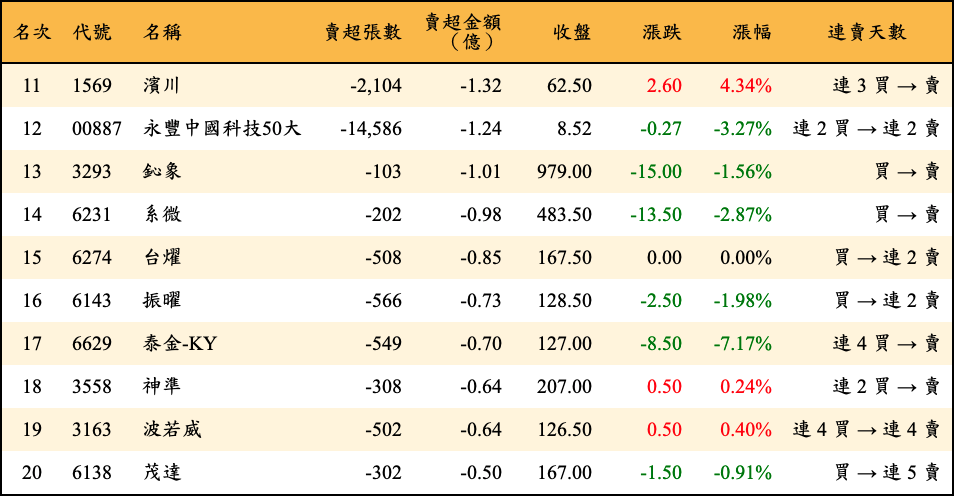 名次 代號 名稱 賣超張數 賣超金額（億） 收盤 漲跌 漲幅 連賣天數
11 1569 濱川 -2,104 -1.32 62.50 2.60 4.34% 連 3 買 → 賣
12 00887 永豐中國科技50大 -14,586 -1.24 8.52 -0.27 -3.27% 連 2 買 → 連 2 賣
13 3293 鈊象 -103 -1.01 979.00 -15.00 -1.56% 買 → 賣
14 6231 系微 -202 -0.98 483.50 -13.50 -2.87% 買 → 賣
15 6274 台燿 -508 -0.85 167.50 0.00 0.00% 買 → 連 2 賣
16 6143 振曜 -566 -0.73 128.50 -2.50 -1.98% 買 → 連 2 賣
17 6629 泰金-KY -549 -0.70 127.00 -8.50 -7.17% 連 4 買 → 賣
18 3558 神準 -308 -0.64 207.00 0.50 0.24% 連 2 買 → 賣
19 3163 波若威 -502 -0.64 126.50 0.50 0.40% 連 4 買 → 連 4 賣
20 6138 茂達 -302 -0.50 167.00 -1.50 -0.91% 買 → 連 5 賣